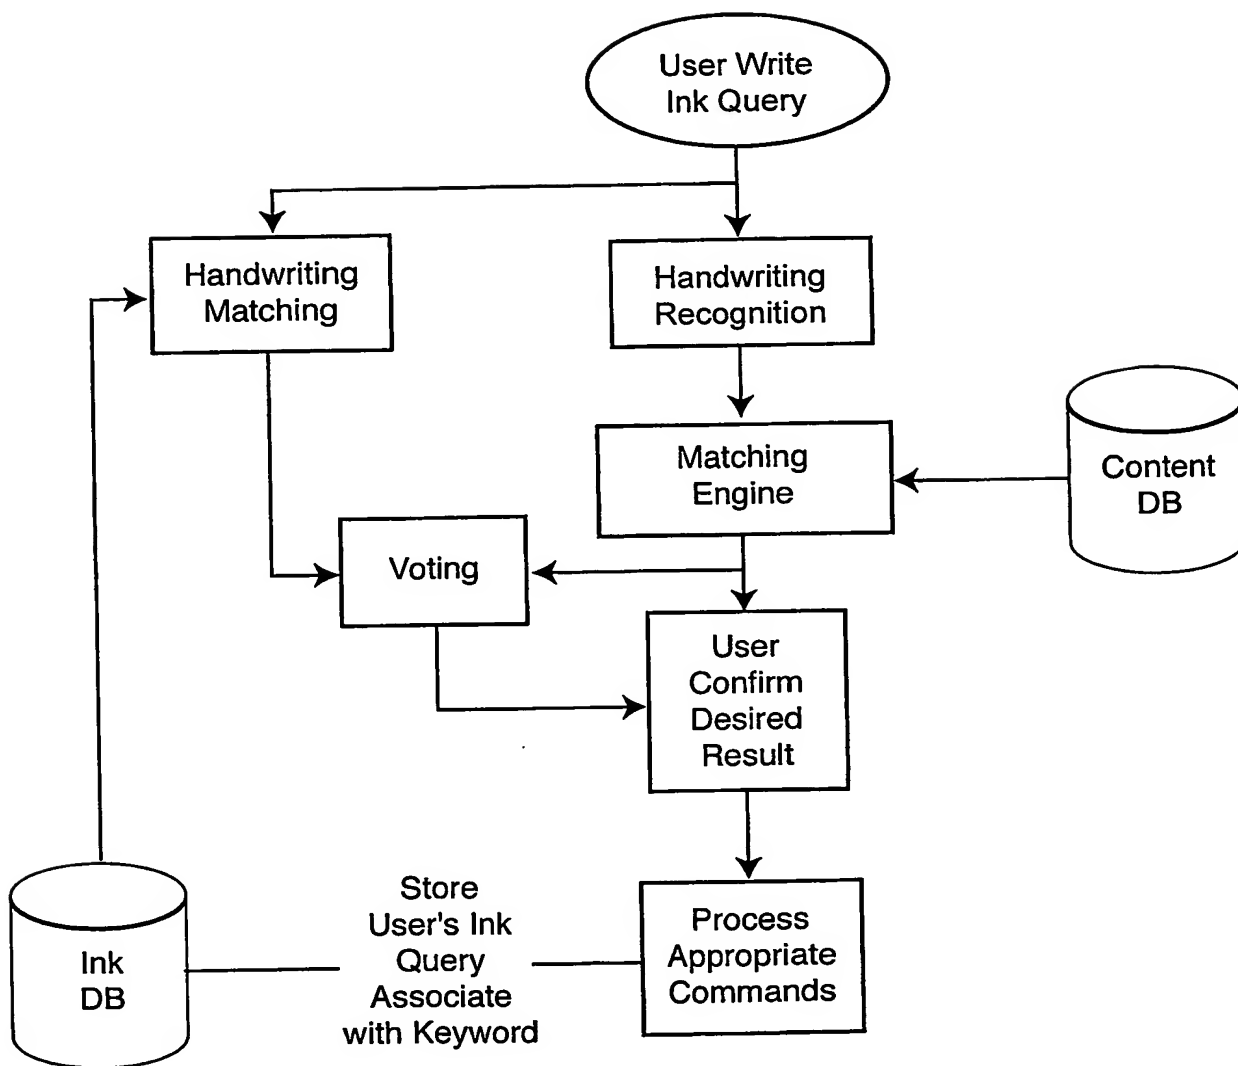 User Write
Ink Query
Handwriting
Matching
Handwriting
Recognition
Matching
Engine
Content
DB
Voting
User
Confirm
Desired
Result
Store
User's Ink
Query
Associate
with Keyword
Process
Appropriate
Commands
Ink
DB